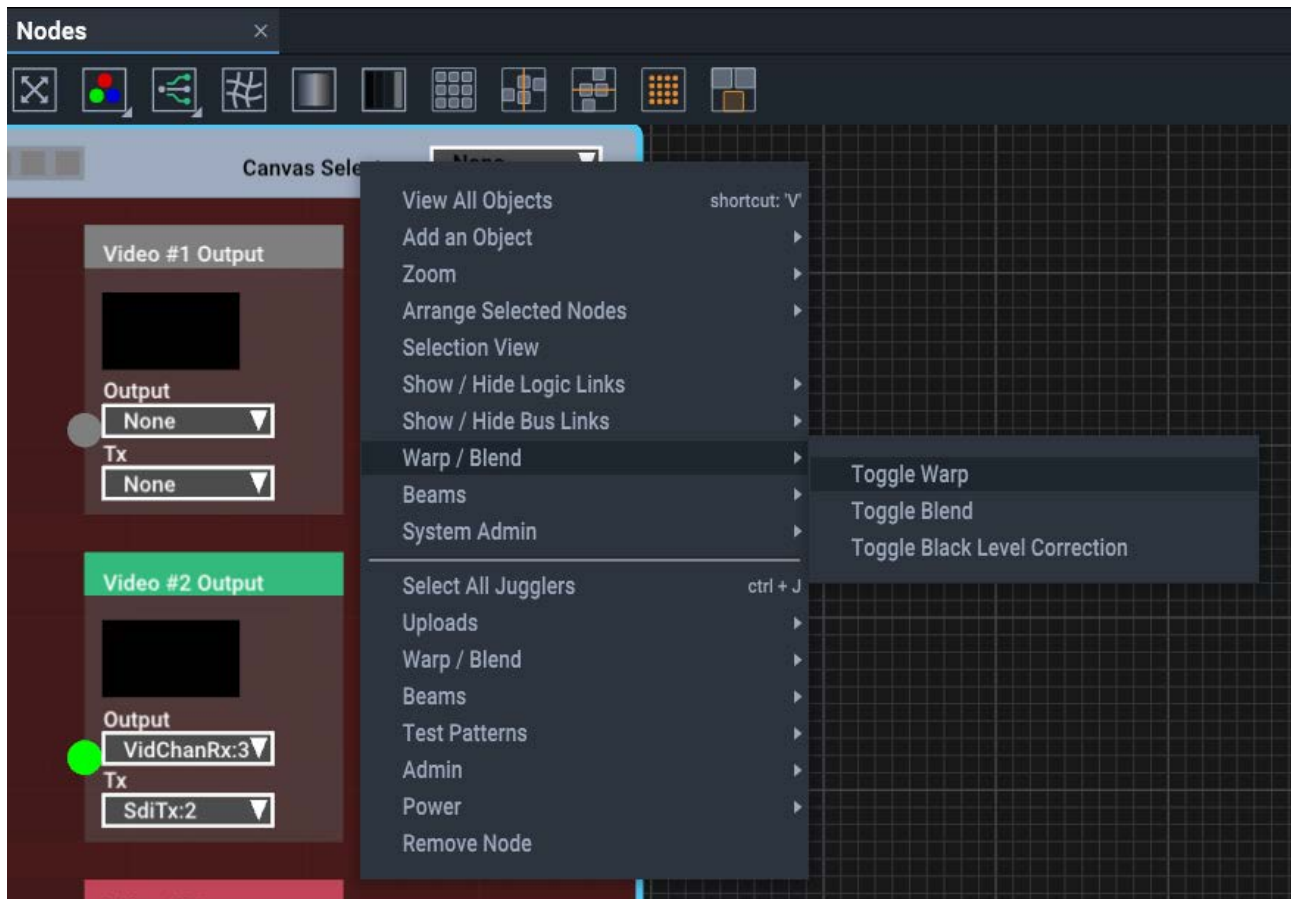 Nodes ×
Canvas Sele
View All Objects shortcut: 'V'
Add an Object
Zoom
Arrange Selected Nodes
Selection View
Show / Hide Logic Links
Show / Hide Bus Links
Warp / Blend
Beams
System Admin
Select All Jugglers ctrl + J
Uploads
Warp / Blend
Beams
Test Patterns
Admin
Power
Remove Node
Toggle Warp
Toggle Blend
Toggle Black Level Correction
Video #1 Output
Output
None
Tx
None
Video #2 Output
Output
VidChanRx:3
Tx
SdiTx:2